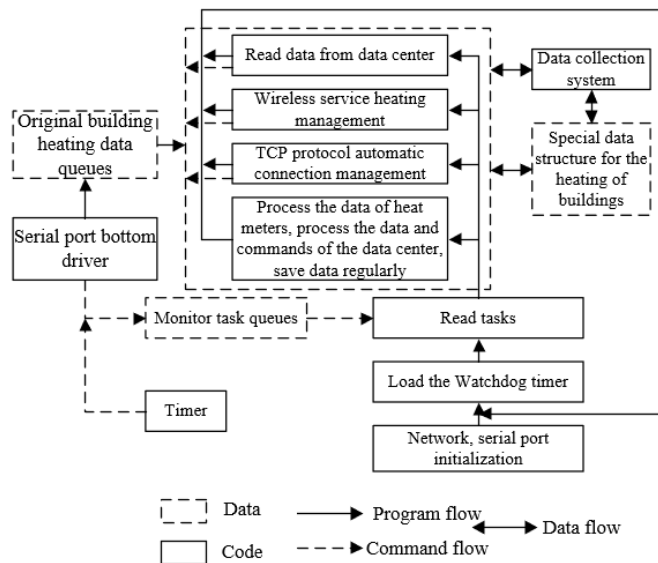 Read data from data center
Wireless service heating
management
TCP protocol automatic
connection management
Process the data of heat
meters, process the data and
commands of the data center,
save data regularly
Data collection
system
Special data
structure for the
heating of
buildings
Original building
heating data
queues
Serial port bottom
driver
Monitor task queues
Read tasks
Load the Watchdog timer
Timer
Network, serial port
initialization
Data
Program flow
Data flow
Code
Command flow